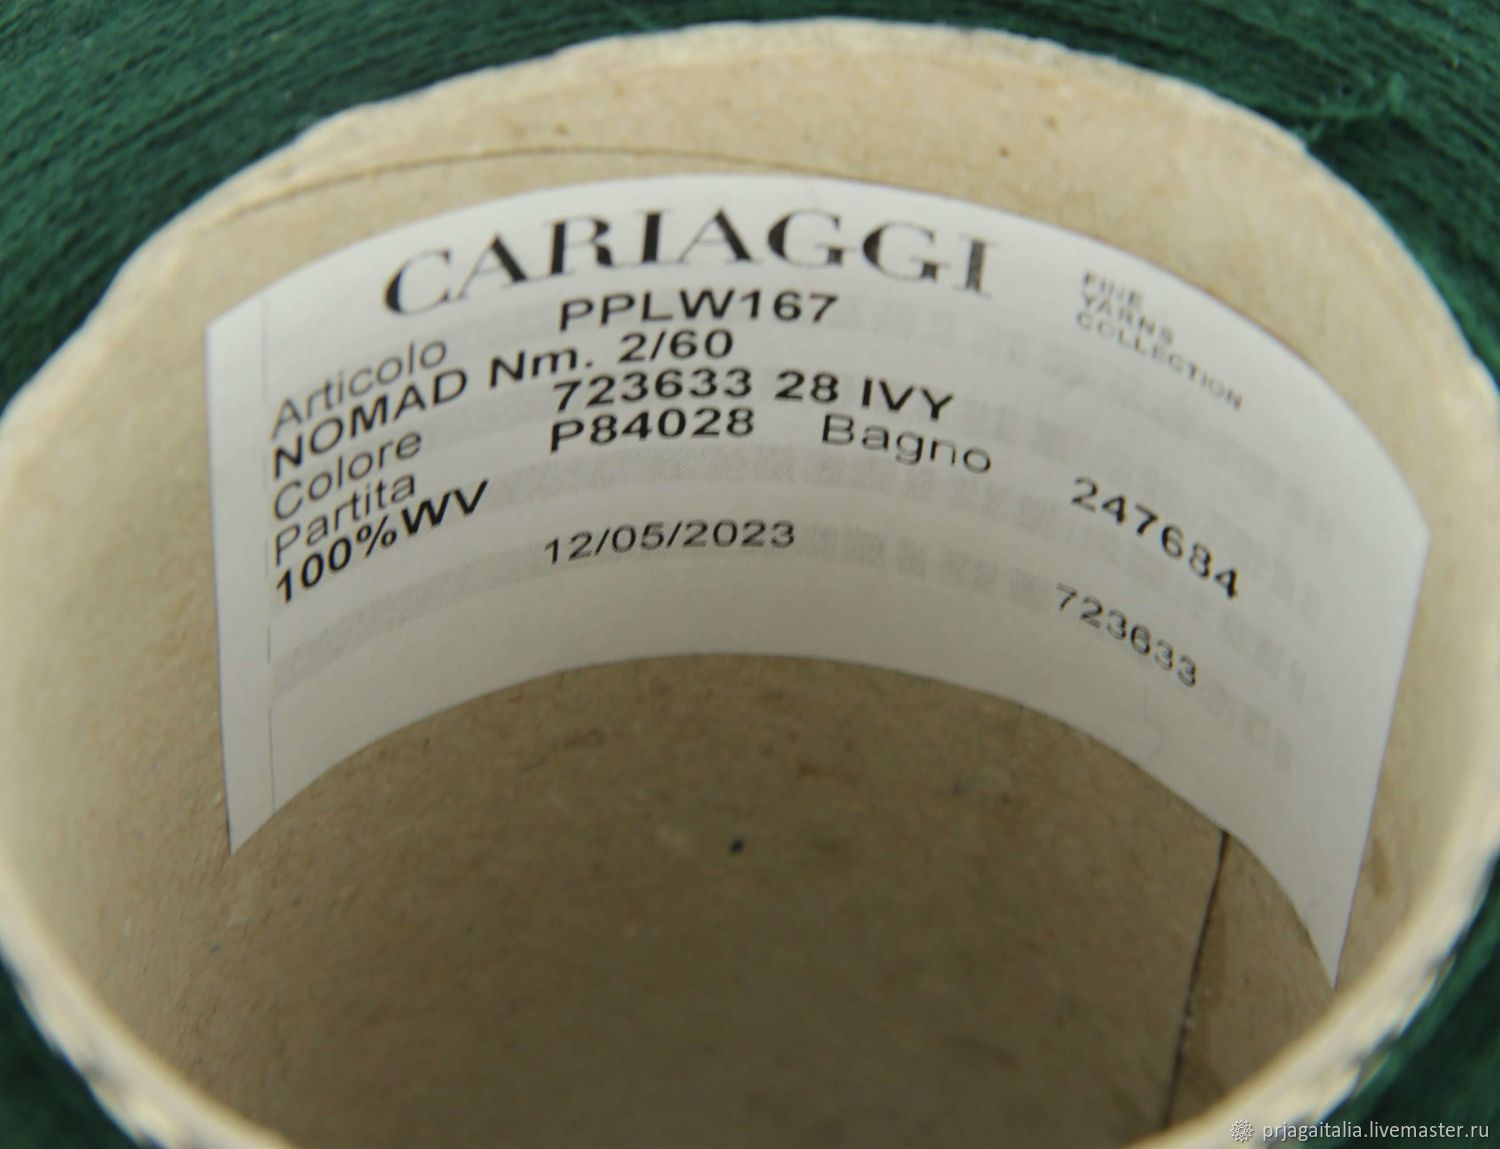 CARIAGGI
FINE
YARNS
COLLECTION
Articolo PPLW167
NOMAD Nm. 2/60
Colore 723633 28 IVY
Partita P84028 Bagno 247684
100%WV
12/05/2023 723633
prjagaitalia.livemaster.ru